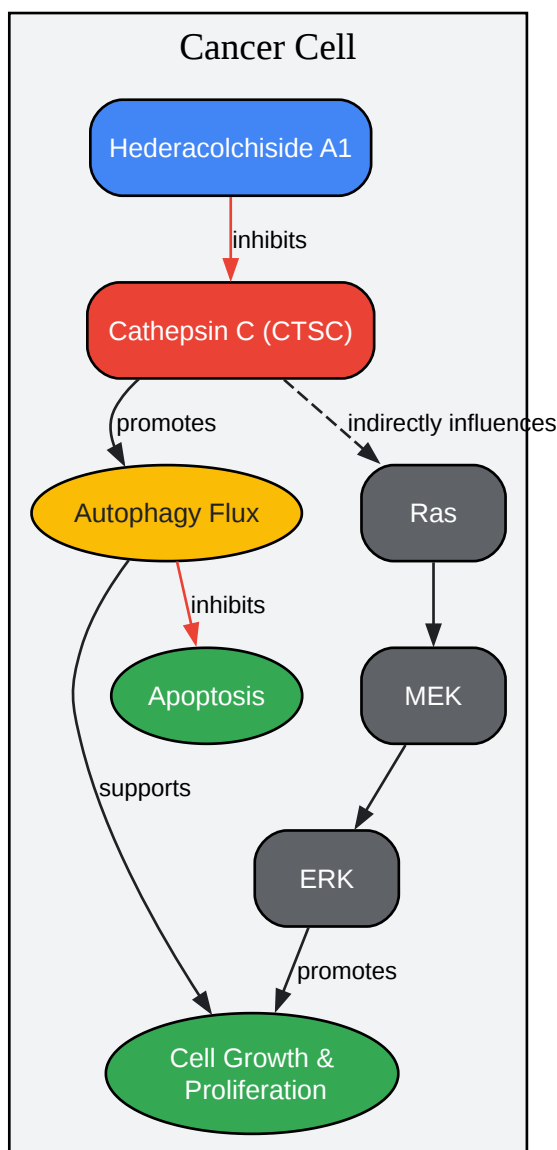 Cancer Cell
Hederacolchiside A1
inhibits
Cathepsin C (CTSC)
promotes
indirectly influences
Autophagy Flux
Ras
inhibits
Apoptosis
MEK
supports
ERK
promotes
Cell Growth &
Proliferation